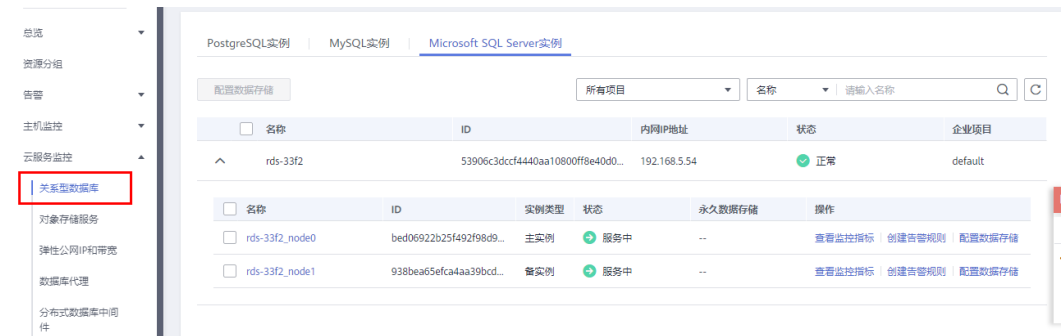 总览
资源分组
告警
主机监控
云服务监控
关系型数据库
对象存储服务
弹性公网IP和带宽
数据库代理
分布式数据库中间
件
PostgreSQL实例 MySQL实例 Microsoft SQL Server实例
配置数据存储 所有项目 名称 请输入名称
名称 ID 内网IP地址 状态 企业项目
rds-33f2 53906c3dccf4440aa10800ff8e40d0... 192.168.5.54 正常 default
名称 ID 实例类型 状态 永久数据存储 操作
rds-33f2_node0 bed06922b25f492f98d9... 主实例 服务中 -- 查看监控指标 创建告警规则 配置数据存储
rds-33f2_node1 938bea65efca4aa39bcd... 备实例 服务中 -- 查看监控指标 创建告警规则 配置数据存储